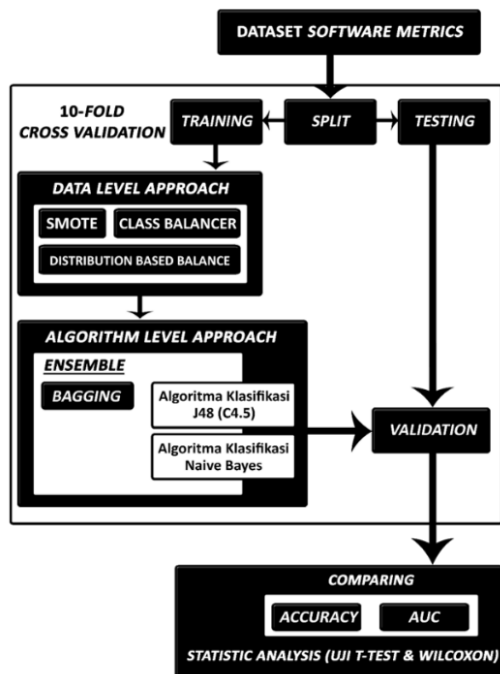 DATASET SOFTWARE METRICS
10-FOLD
CROSS VALIDATION
TRAINING
SPLIT
TESTING
DATA LEVEL APPROACH
SMOTE
CLASS BALANCER
DISTRIBUTION BASED BALANCE
ALGORITHM LEVEL APPROACH
ENSEMBLE
BAGGING
Algoritma Klasifikasi
J48 (C4.5)
Algoritma Klasifikasi
Naive Bayes
VALIDATION
COMPARING
ACCURACY
AUC
STATISTIC ANALYSIS (UJI T-TEST & WILCOXON)